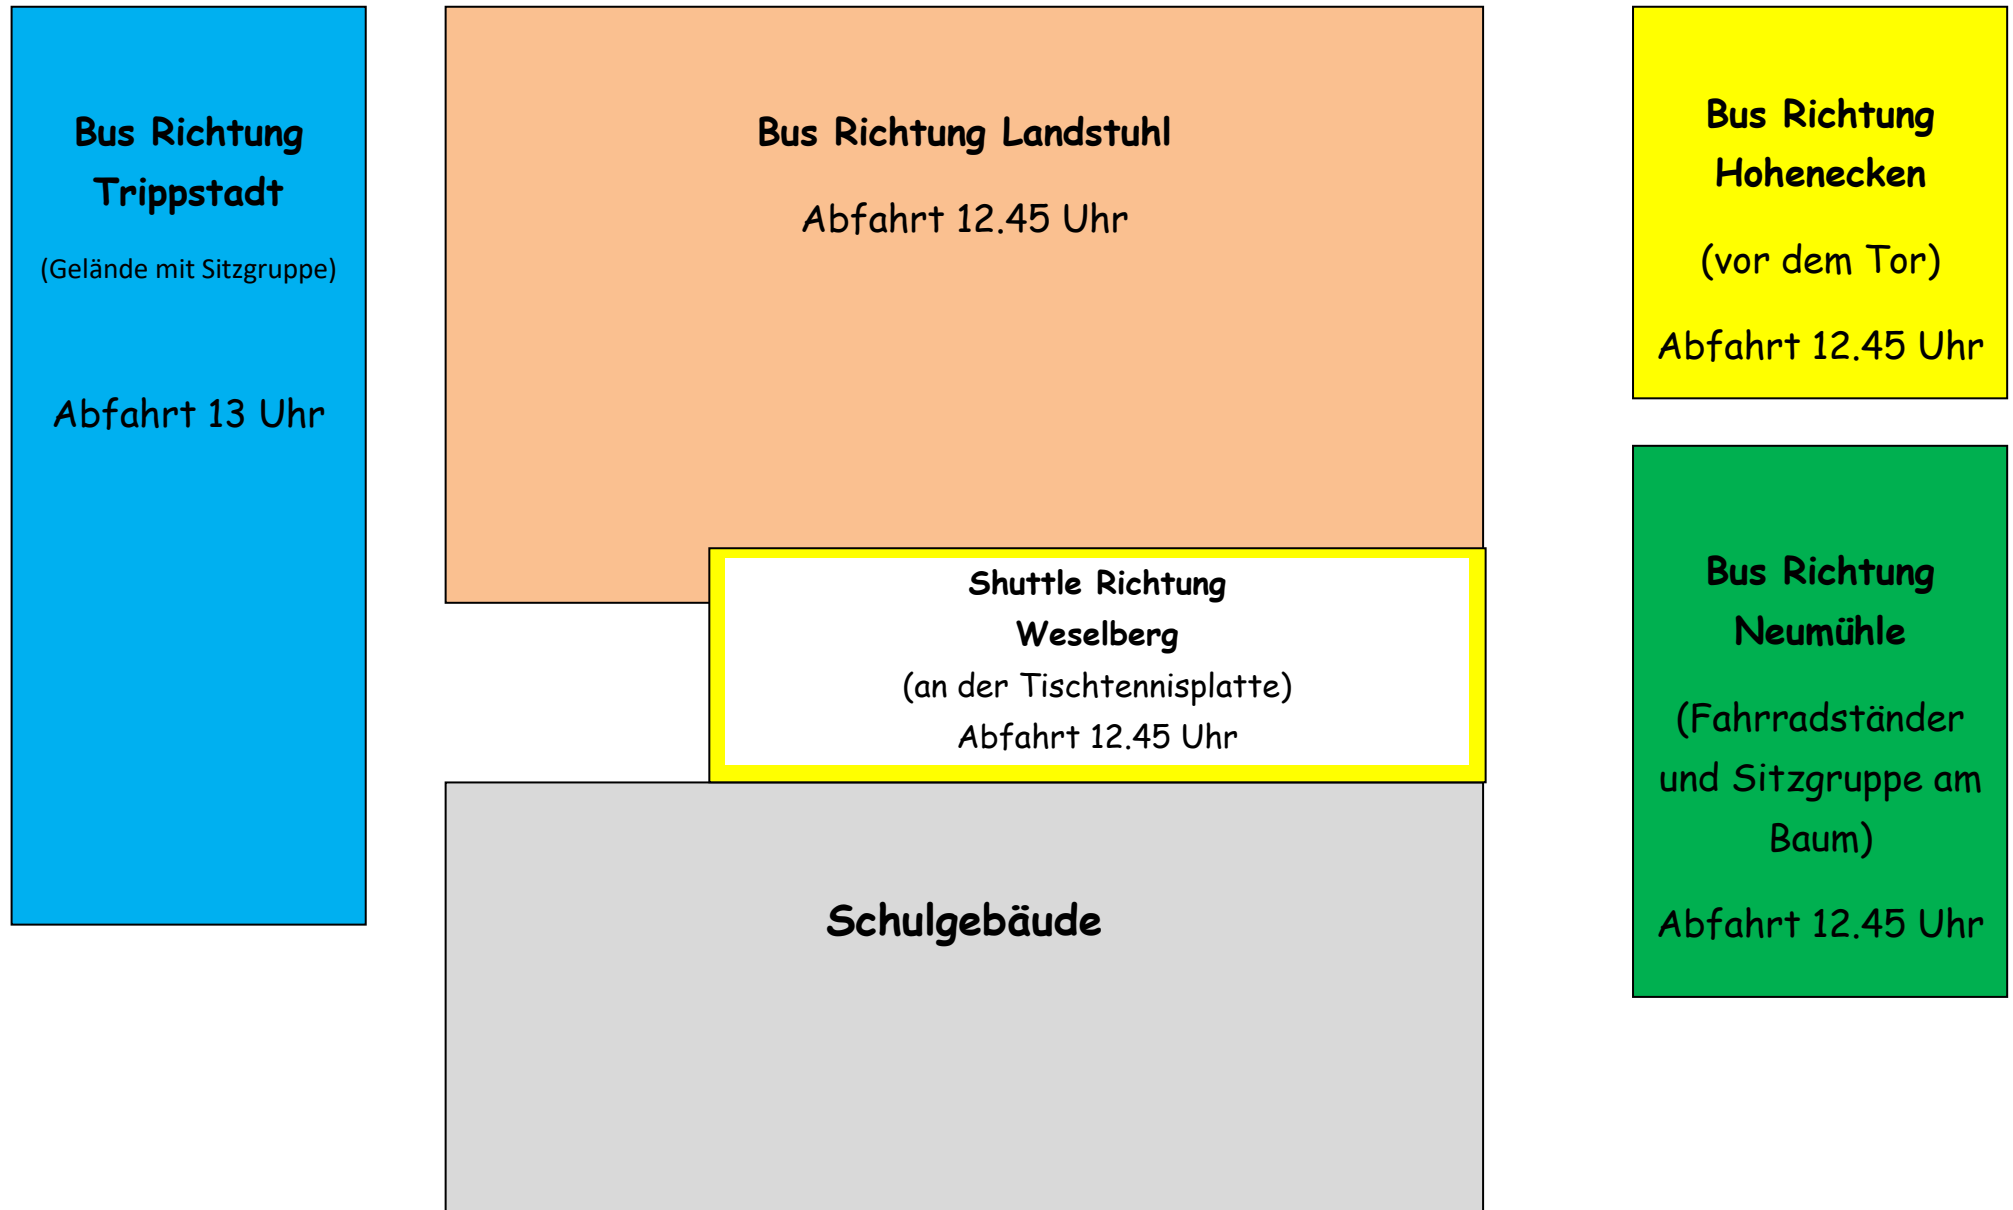 Bus Richtung
Trippstadt
(Gelände mit Sitzgruppe)
Abfahrt 13 Uhr
Bus Richtung Landstuhl
Abfahrt 12.45 Uhr
Bus Richtung
Hohenecken
(vor dem Tor)
Abfahrt 12.45 Uhr
Shuttle Richtung
Weselberg
(an der Tischtennisplatte)
Abfahrt 12.45 Uhr
Bus Richtung
Neumühle
(Fahrradständer
und Sitzgruppe am
Baum)
Abfahrt 12.45 Uhr
Schulgebäude